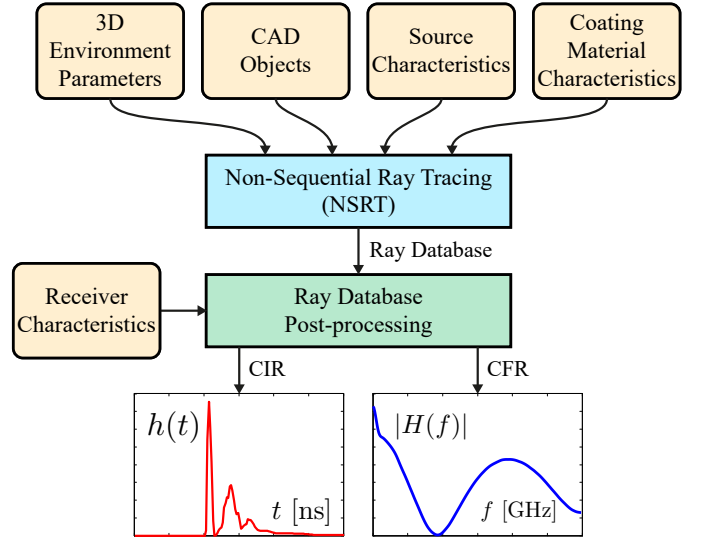 3D
Environment
Parameters
CAD
Objects
Source
Characteristics
Coating
Material
Characteristics
Non-Sequential Ray Tracing
(NSRT)
Ray Database
Receiver
Characteristics
Ray Database
Post-processing
CIR
CFR
h(t)
t [ns]
|H(f)|
f [GHz]